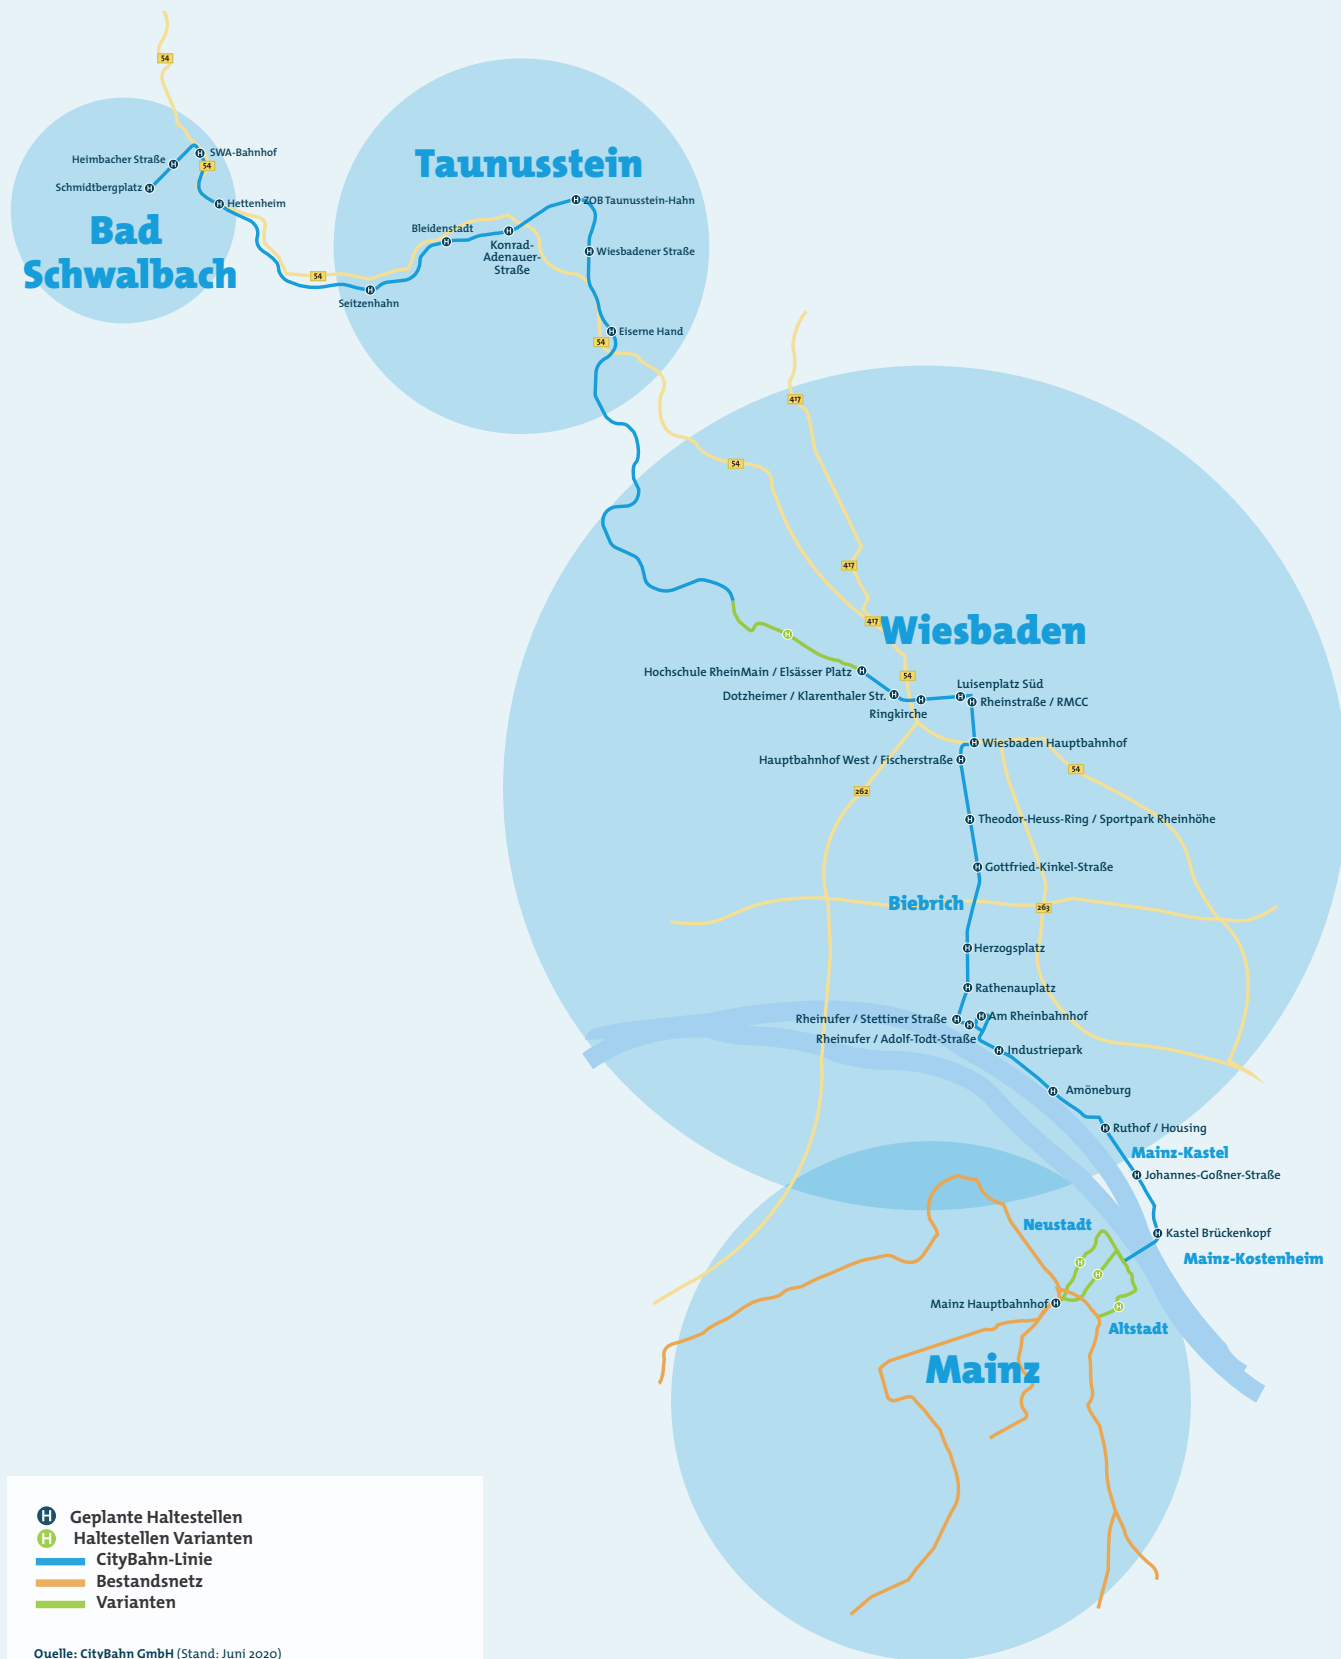 54
Heimbacher Straße
SWA-Bahnhof
54
Schmidtbergplatz
Hettenheim
Bad
Schwalbach
54
Taunusstein
ZOB Taunusstein-Hahn
Bleidenstadt
Konrad-
Adenauer-
Straße
Wiesbadener Straße
Seitzenhahn
Eiserne Hand
54
417
54
417
417
Wiesbaden
Hochschule RheinMain / Elsässer Platz
54
Luisenplatz Süd
Dotzheimer / Klarenthaler Str.
Rheinstraße / RMCC
Ringkirche
Wiesbaden Hauptbahnhof
Hauptbahnhof West / Fischerstraße
54
262
Theodor-Heuss-Ring / Sportpark Rheinhöhe
Gottfried-Kinkel-Straße
Biebrich
263
Herzogsplatz
Rathenauplatz
Rheinufer / Stettiner Straße
Am Rheinbahnhof
Rheinufer / Adolf-Todt-Straße
Industriepark
Amöneburg
Ruthof / Housing
Mainz-Kastel
Johannes-Goßner-Straße
Neustadt
Kastel Brückenkopf
Mainz-Kostenheim
Mainz Hauptbahnhof
Altstadt
Mainz
H Geplante Haltestellen
H Haltestellen Varianten
CityBahn-Linie
Bestandsnetz
Varianten
Quelle: CityBahn GmbH (Stand: Juni 2020)